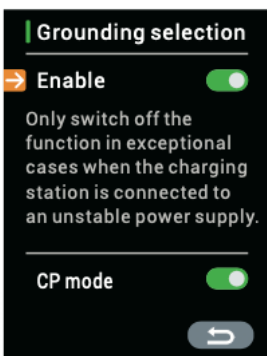 Grounding selection
Enable
Only switch off the
function in exceptional
cases when the charging
station is connected to
an unstable power supply.
CP mode